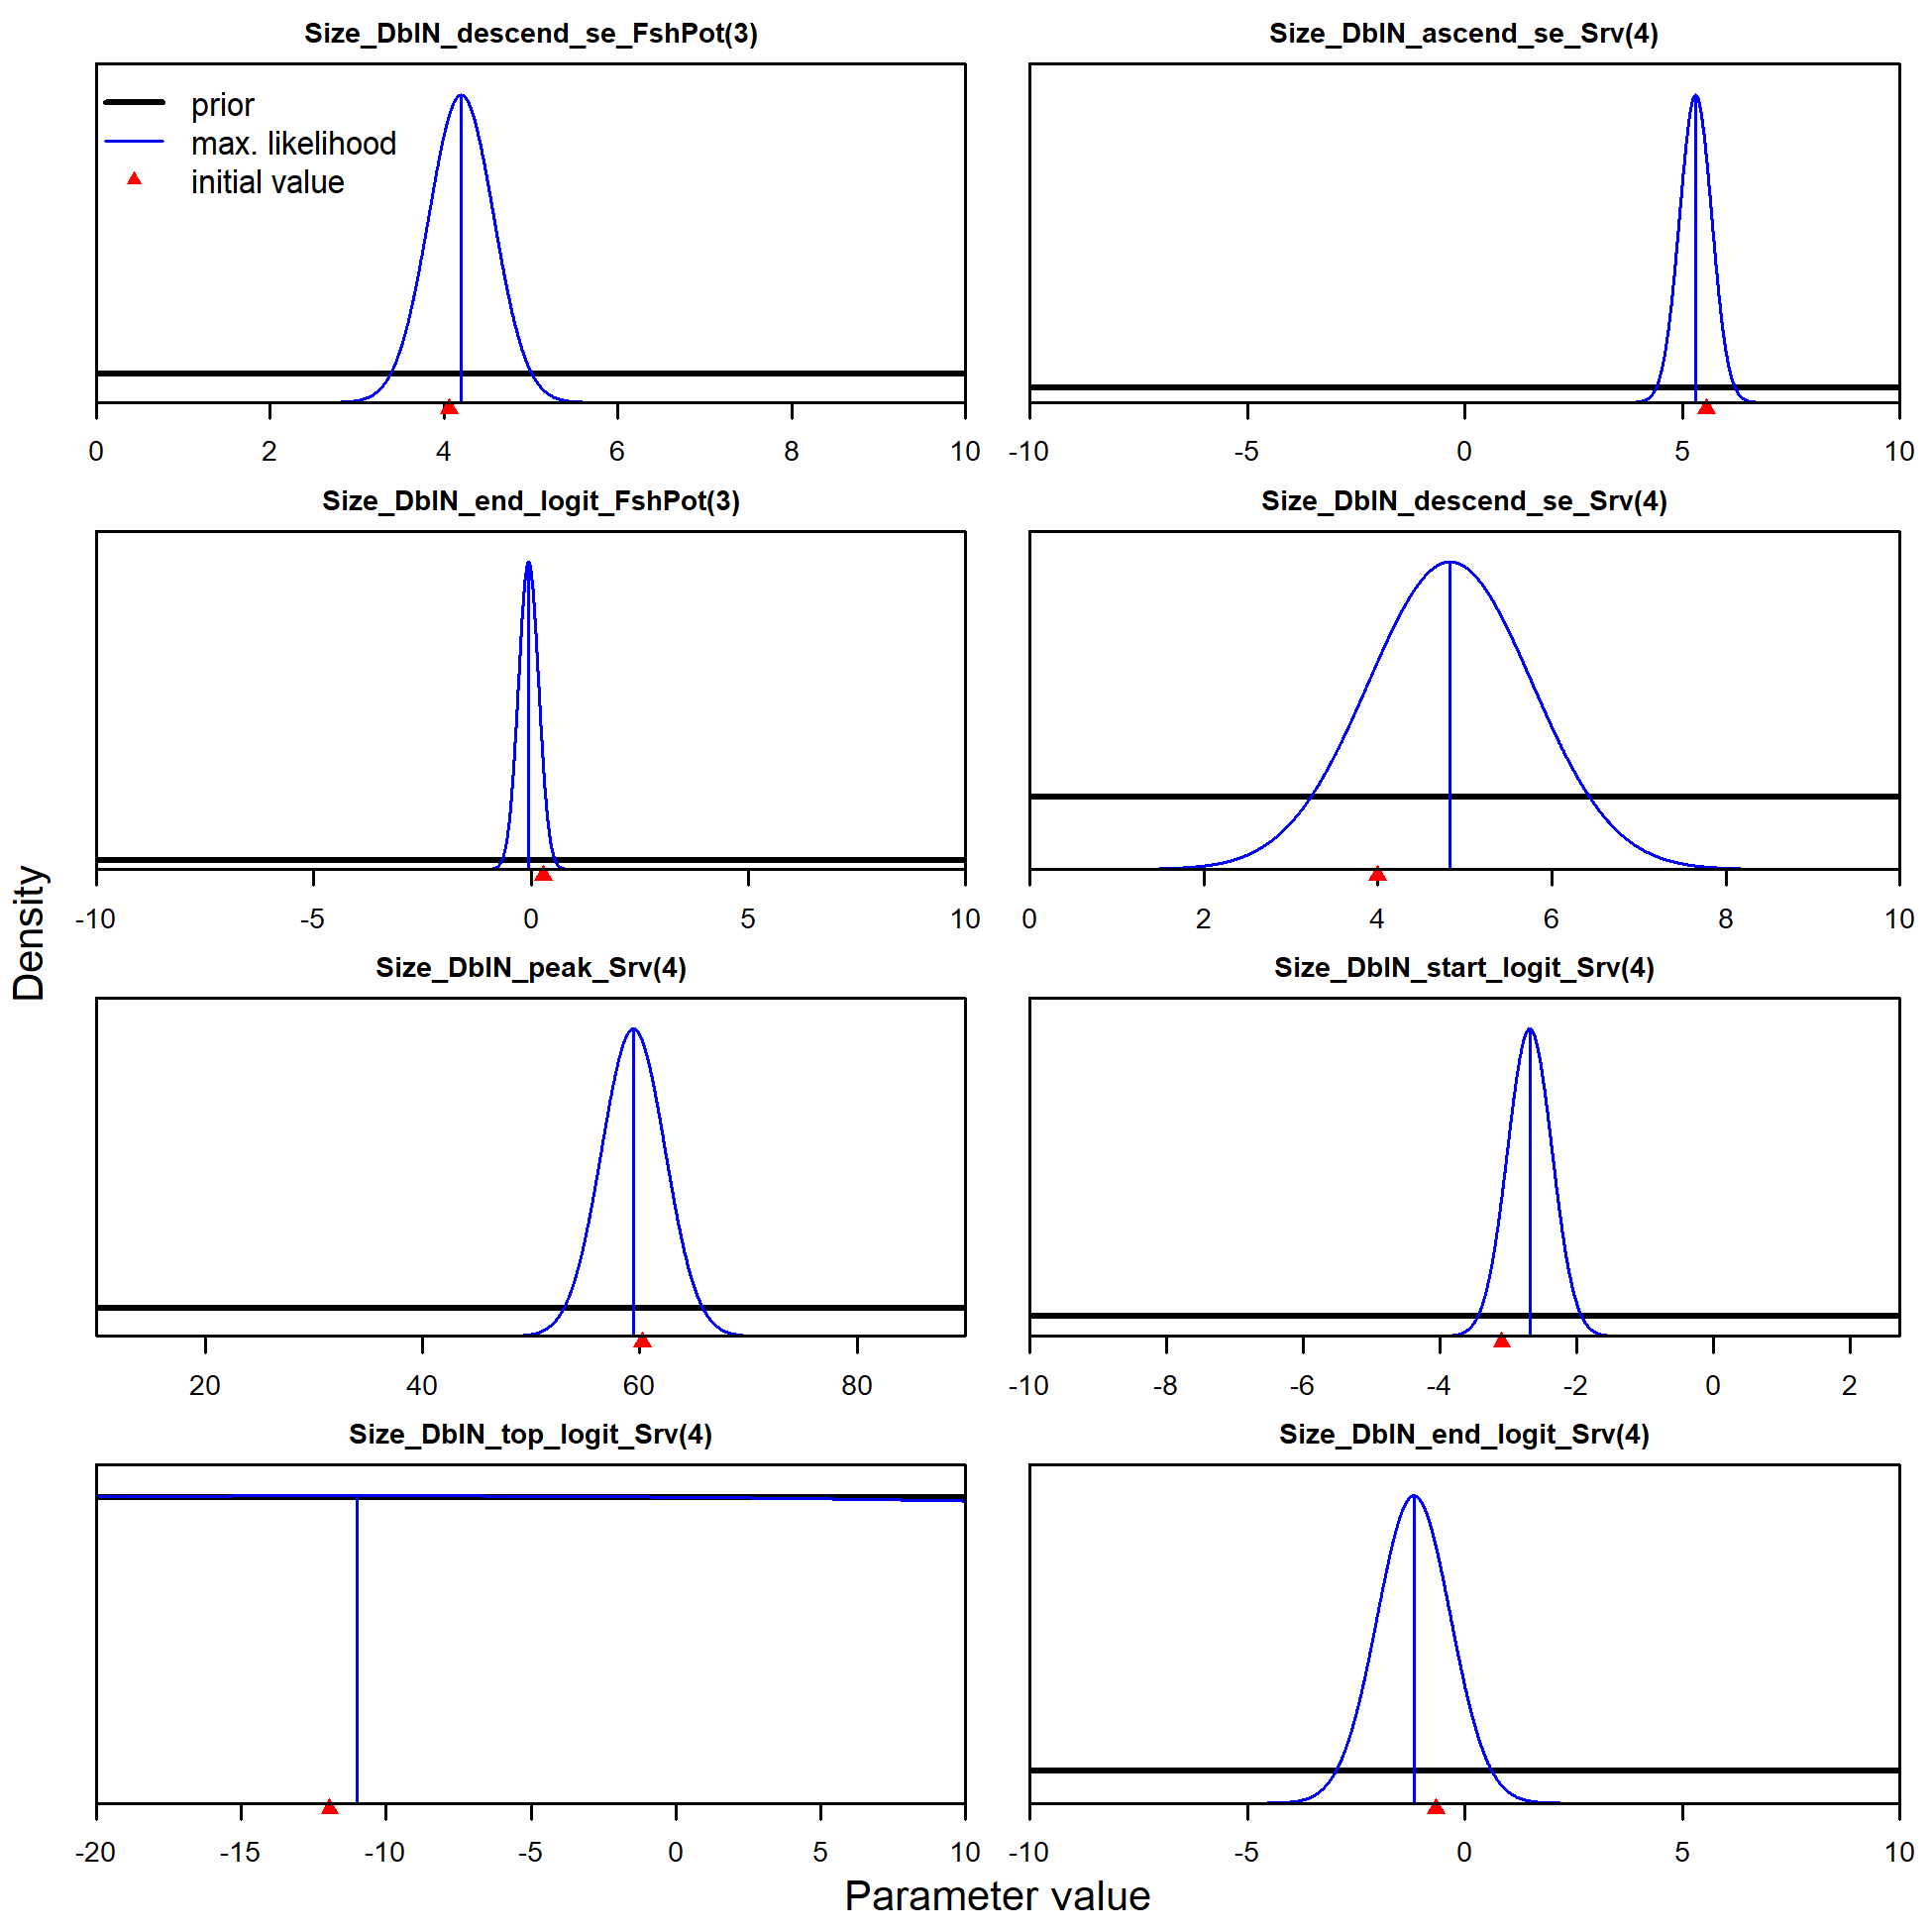 Size_DblN_descend_se_FshPot(3)
prior
max. likelihood
initial value
0 2 4 6 8 10
Size_DblN_ascend_se_Srv(4)
-10 -5 0 5 10
Size_DblN_end_logit_FshPot(3)
-10 -5 0 5 10
Size_DblN_descend_se_Srv(4)
0 2 4 6 8 10
Size_DblN_peak_Srv(4)
20 40 60 80
Size_DblN_start_logit_Srv(4)
-10 -8 -6 -4 -2 0 2
Size_DblN_top_logit_Srv(4)
-20 -15 -10 -5 0 5 10
Size_DblN_end_logit_Srv(4)
-10 -5 0 5 10
Density
Parameter value